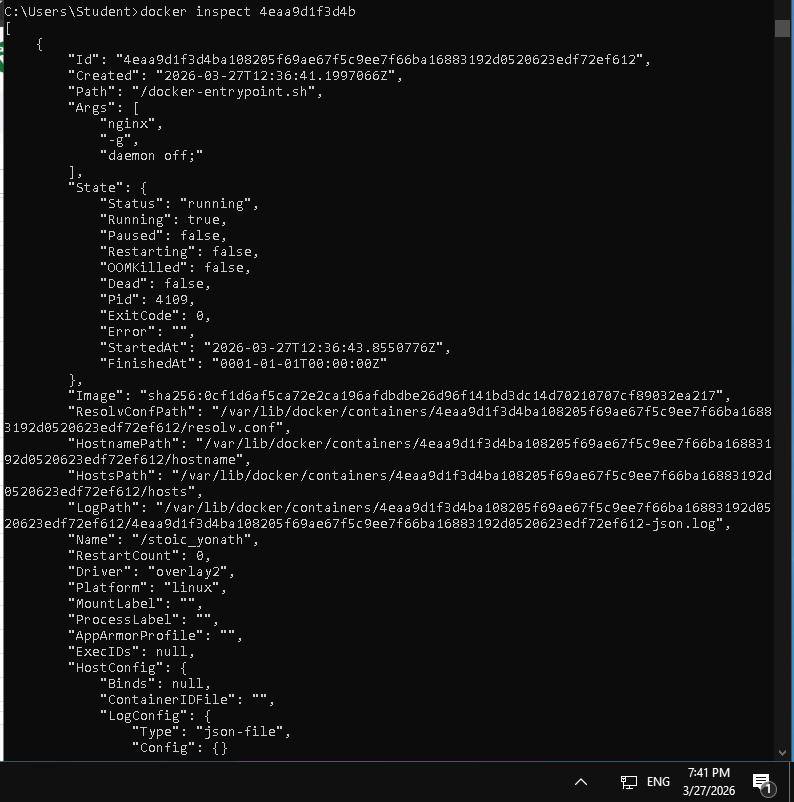 C:\Users\Student>docker inspect 4eaa9d1f3d4b
[
    {
        "Id": "4eaa9d1f3d4ba108205f69ae67f5c9ee7f66ba16883192d0520623edf72ef612",
        "Created": "2026-03-27T12:36:41.1997066Z",
        "Path": "/docker-entrypoint.sh",
        "Args": [
            "nginx",
            "-g",
            "daemon off;"
        ],
        "State": {
            "Status": "running",
            "Running": true,
            "Paused": false,
            "Restarting": false,
            "OOMKilled": false,
            "Dead": false,
            "Pid": 4109,
            "ExitCode": 0,
            "Error": "",
            "StartedAt": "2026-03-27T12:36:43.8550776Z",
            "FinishedAt": "0001-01-01T00:00:00Z"
        },
        "Image": "sha256:0cf1d6af5ca72e2ca196afdbdbe26d96f141bd3dc14d70210707cf89032ea217",
        "ResolvConfPath": "/var/lib/docker/containers/4eaa9d1f3d4ba108205f69ae67f5c9ee7f66ba1688
3192d0520623edf72ef612/resolv.conf",
        "HostnamePath": "/var/lib/docker/containers/4eaa9d1f3d4ba108205f69ae67f5c9ee7f66ba168831
92d0520623edf72ef612/hostname",
        "HostsPath": "/var/lib/docker/containers/4eaa9d1f3d4ba108205f69ae67f5c9ee7f66ba16883192d
0520623edf72ef612/hosts",
        "LogPath": "/var/lib/docker/containers/4eaa9d1f3d4ba108205f69ae67f5c9ee7f66ba16883192d05
20623edf72ef612/4eaa9d1f3d4ba108205f69ae67f5c9ee7f66ba16883192d0520623edf72ef612-json.log",
        "Name": "/stoic_yonath",
        "RestartCount": 0,
        "Driver": "overlay2",
        "Platform": "linux",
        "MountLabel": "",
        "ProcessLabel": "",
        "AppArmorProfile": "",
        "ExecIDs": null,
        "HostConfig": {
            "Binds": null,
            "ContainerIDFile": "",
            "LogConfig": {
                "Type": "json-file",
                "Config": {}
ENG
7:41 PM
3/27/2026
1